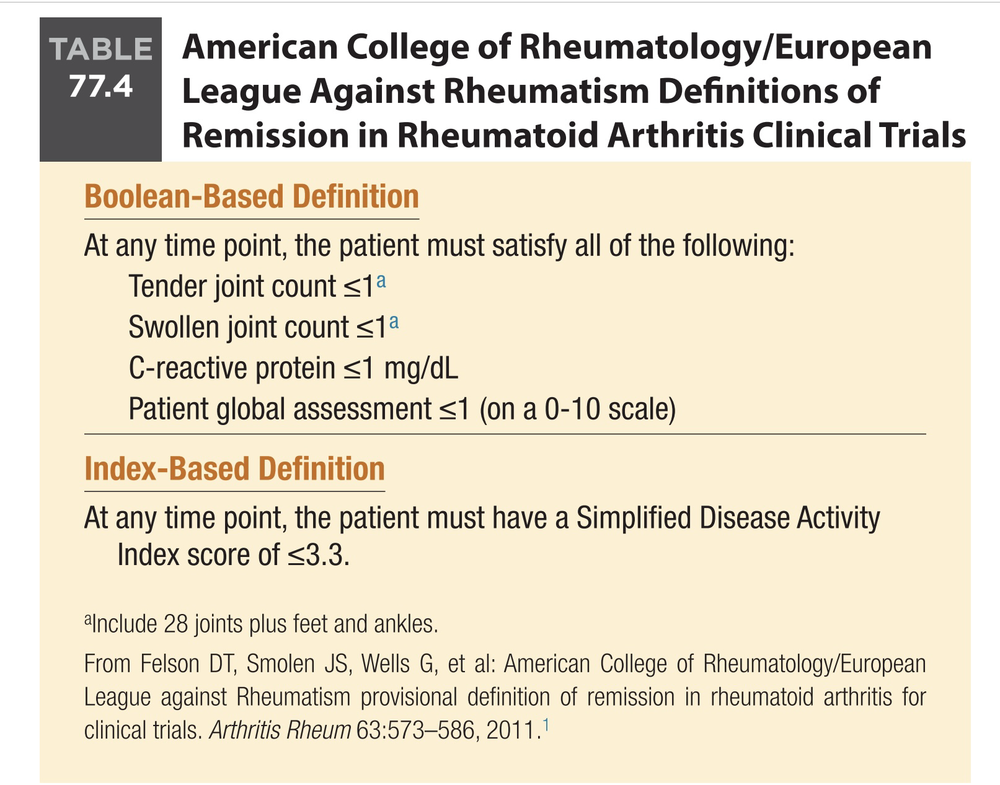 TABLE
77.4
American College of Rheumatology/European
League Against Rheumatism Definitions of
Remission in Rheumatoid Arthritis Clinical Trials
Boolean-Based Definition
At any time point, the patient must satisfy all of the following:
Tender joint count ≤1ᵃ
Swollen joint count ≤1ᵃ
C-reactive protein ≤1 mg/dL
Patient global assessment ≤1 (on a 0-10 scale)
Index-Based Definition
At any time point, the patient must have a Simplified Disease Activity
Index score of ≤3.3.
ᵃInclude 28 joints plus feet and ankles.
From Felson DT, Smolen JS, Wells G, et al: American College of Rheumatology/European
League against Rheumatism provisional definition of remission in rheumatoid arthritis for
clinical trials. Arthritis Rheum 63:573–586, 2011.¹